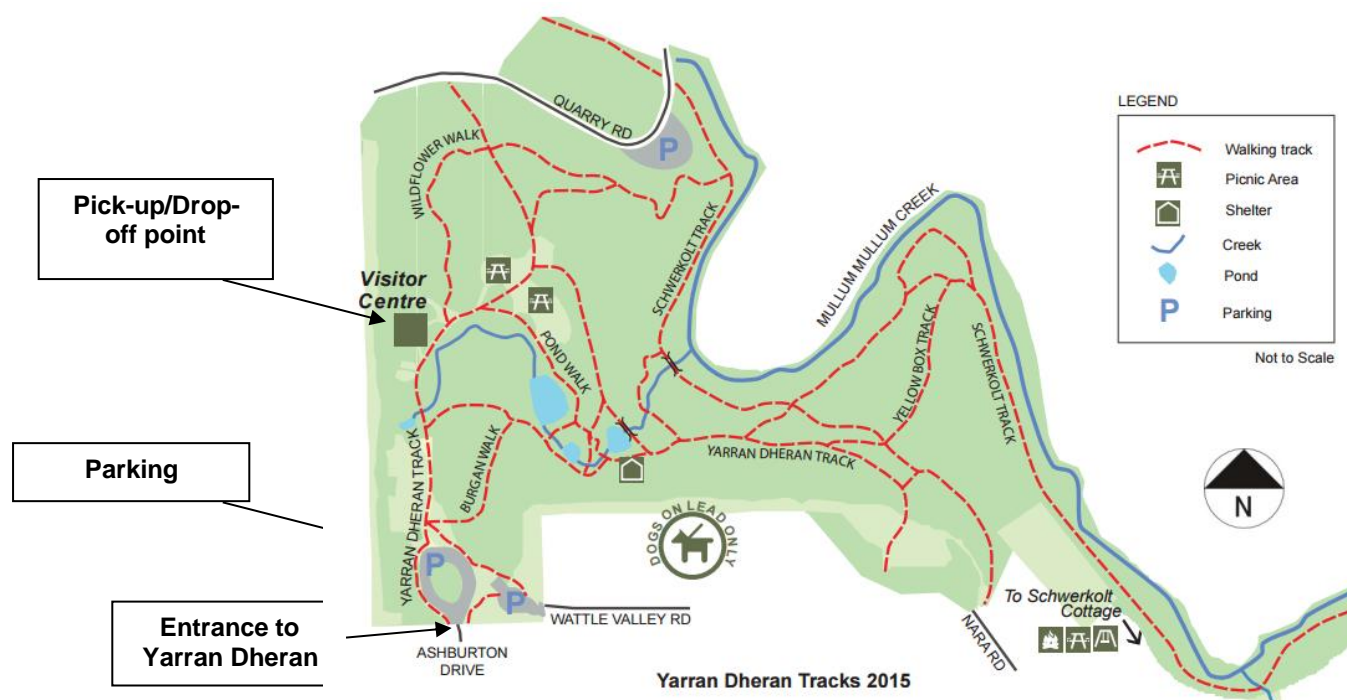 QUARRY RD
P
WILDFLOWER WALK
Pick-up/Drop-
off point
Visitor
Centre
SCHWERKOLT TRACK
MULLUM MULLUM CREEK
POND WALK
YELLOW BOX TRACK
SCHWERKOLT TRACK
Parking
YARRAN DHERAN TRACK
BURGAN WALK
YARRAN DHERAN TRACK
DOGS ON LEAD ONLY
P
P
Entrance to
Yarran Dheran
ASHBURTON
DRIVE
WATTLE VALLEY RD
NARA RD
To Schwerkolt
Cottage
Yarran Dheran Tracks 2015
LEGEND
Walking track
Picnic Area
Shelter
Creek
Pond
P Parking
Not to Scale
N